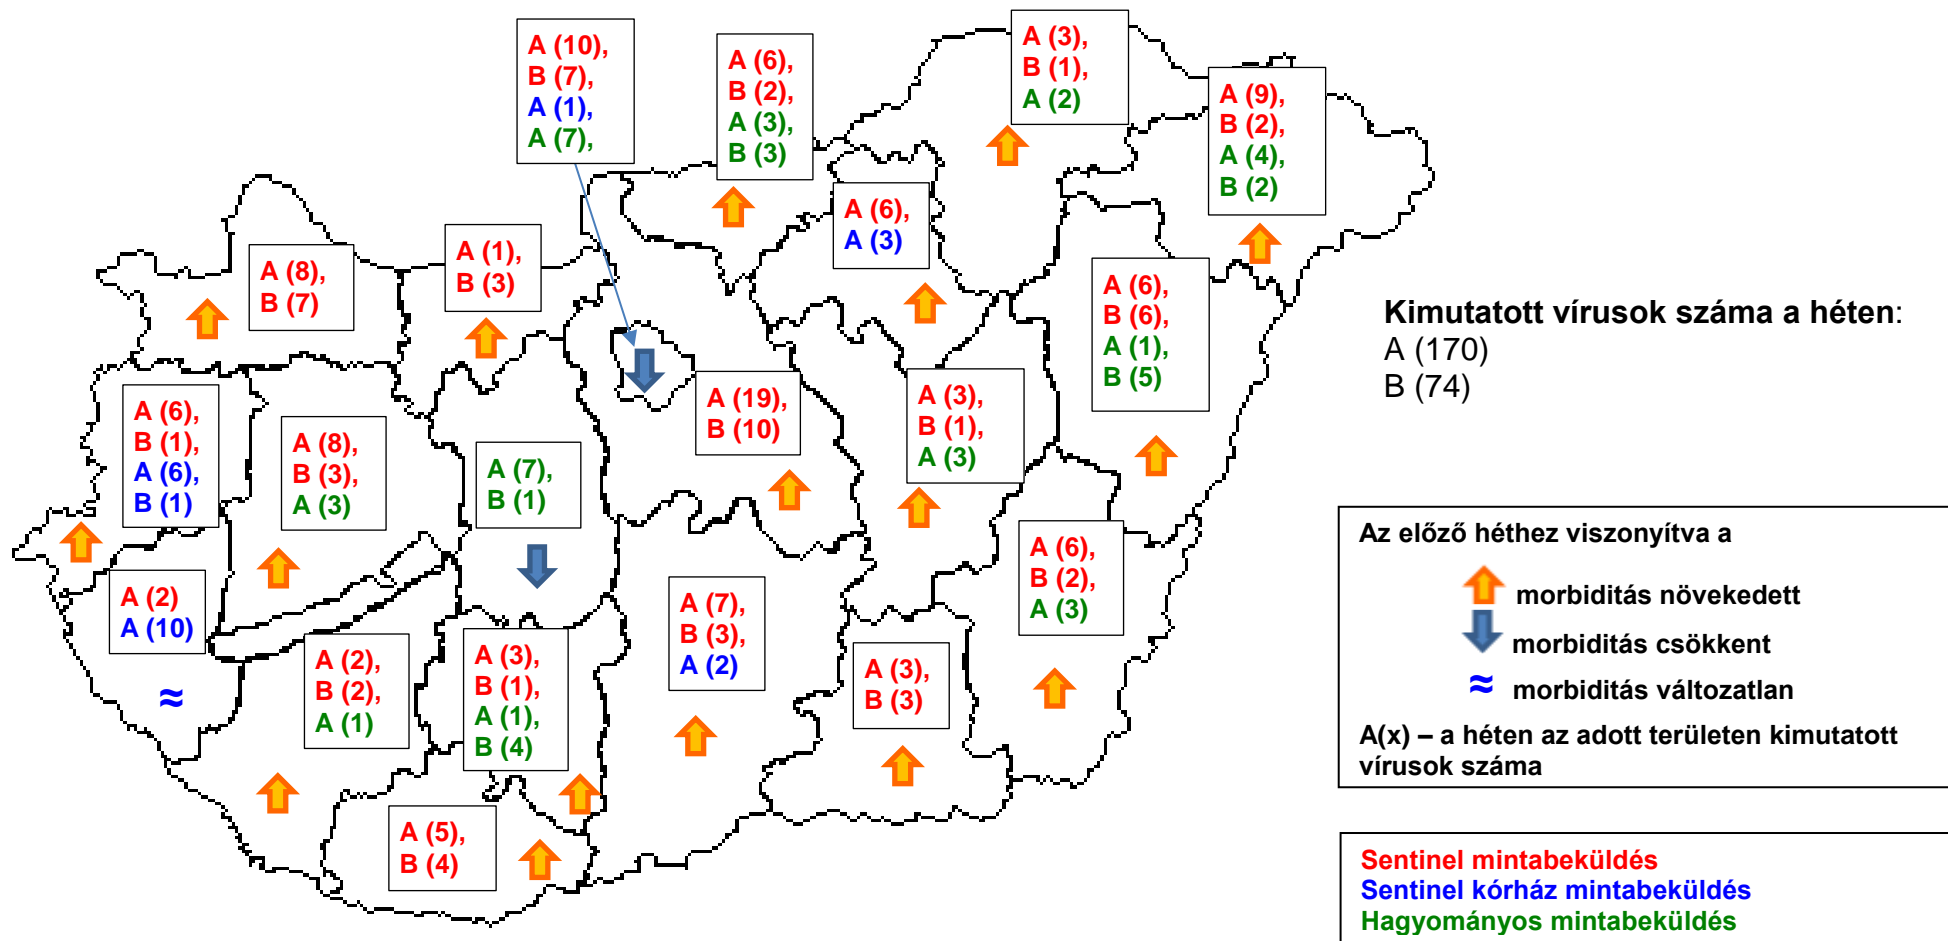 A (10),
B (7),
A (1),
A (7),
A (6),
B (2),
A (3),
B (3)
A (3),
B (1),
A (2)
A (9),
B (2),
A (4),
B (2)
A (6),
A (3)
A (8),
B (7)
A (1),
B (3)
A (6),
B (6),
A (1),
B (5)
Kimutatott vírusok száma a héten:
A (170)
B (74)
A (6),
B (1),
A (6),
B (1)
A (8),
B (3),
A (3)
A (7),
B (1)
A (19),
B (10)
A (3),
B (1),
A (3)
A (6),
B (2),
A (3)
A (2)
A (10)
≈
A (2),
B (2),
A (1)
A (3),
B (1),
A (1),
B (4)
A (7),
B (3),
A (2)
A (3),
B (3)
A (5),
B (4)
Az előző héthez viszonyítva a
morbiditás növekedett
morbiditás csökkent
≈ morbiditás változatlan
A(x) – a héten az adott területen kimutatott
vírusok száma
Sentinel mintabeküldés
Sentinel kórház mintabeküldés
Hagyományos mintabeküldés